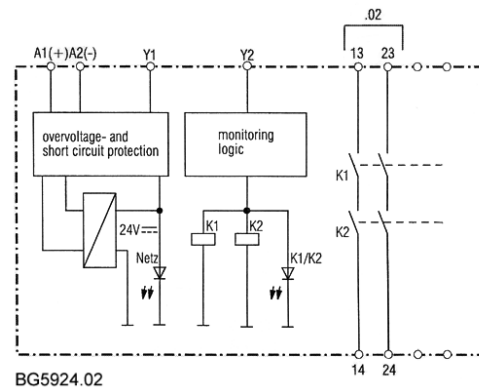 .02
A1(+) A2(-) Y1 Y2 13 23
overvoltage- and
short circuit protection
monitoring
logic
K1
24V
K1 K2
K2
Netz K1/K2
14 24
BG5924.02